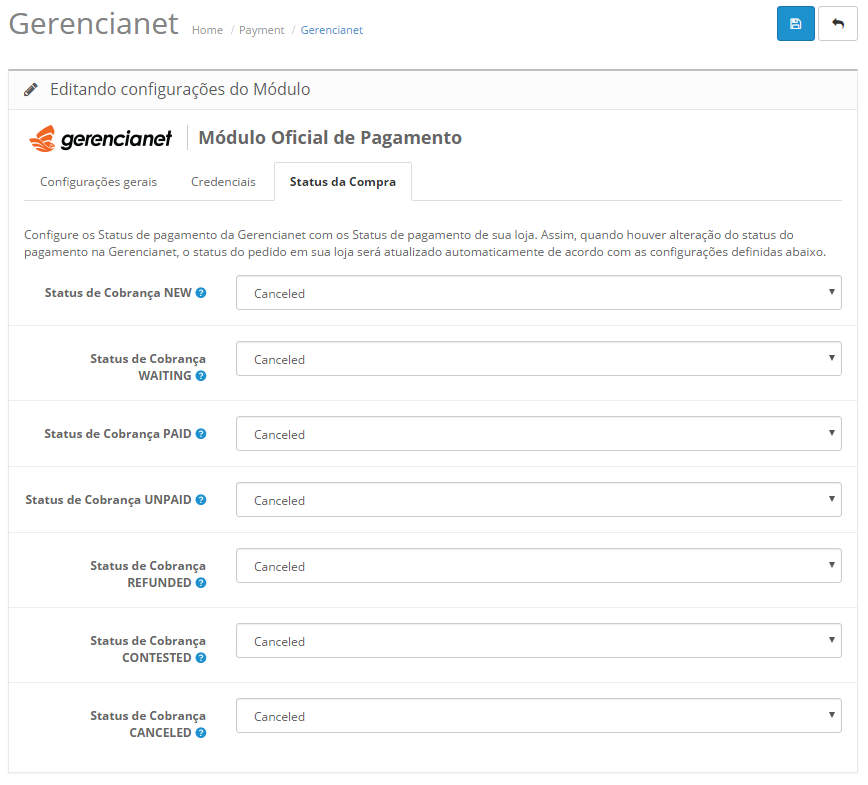 Gerencianet
Home / Payment / Gerencianet
Editando configurações do Módulo
gerencianet
Módulo Oficial de Pagamento
Configurações gerais
Credenciais
Status da Compra
Configure os Status de pagamento da Gerencianet com os Status de pagamento de sua loja. Assim, quando houver alteração do status do
pagamento na Gerencianet, o status do pedido em sua loja será atualizado automaticamente de acordo com as configurações definidas abaixo.
Status de Cobrança NEW
Canceled
Status de Cobrança
WAITING
Canceled
Status de Cobrança PAID
Canceled
Status de Cobrança UNPAID
Canceled
Status de Cobrança
REFUNDED
Canceled
Status de Cobrança
CONTESTED
Canceled
Status de Cobrança
CANCELED
Canceled